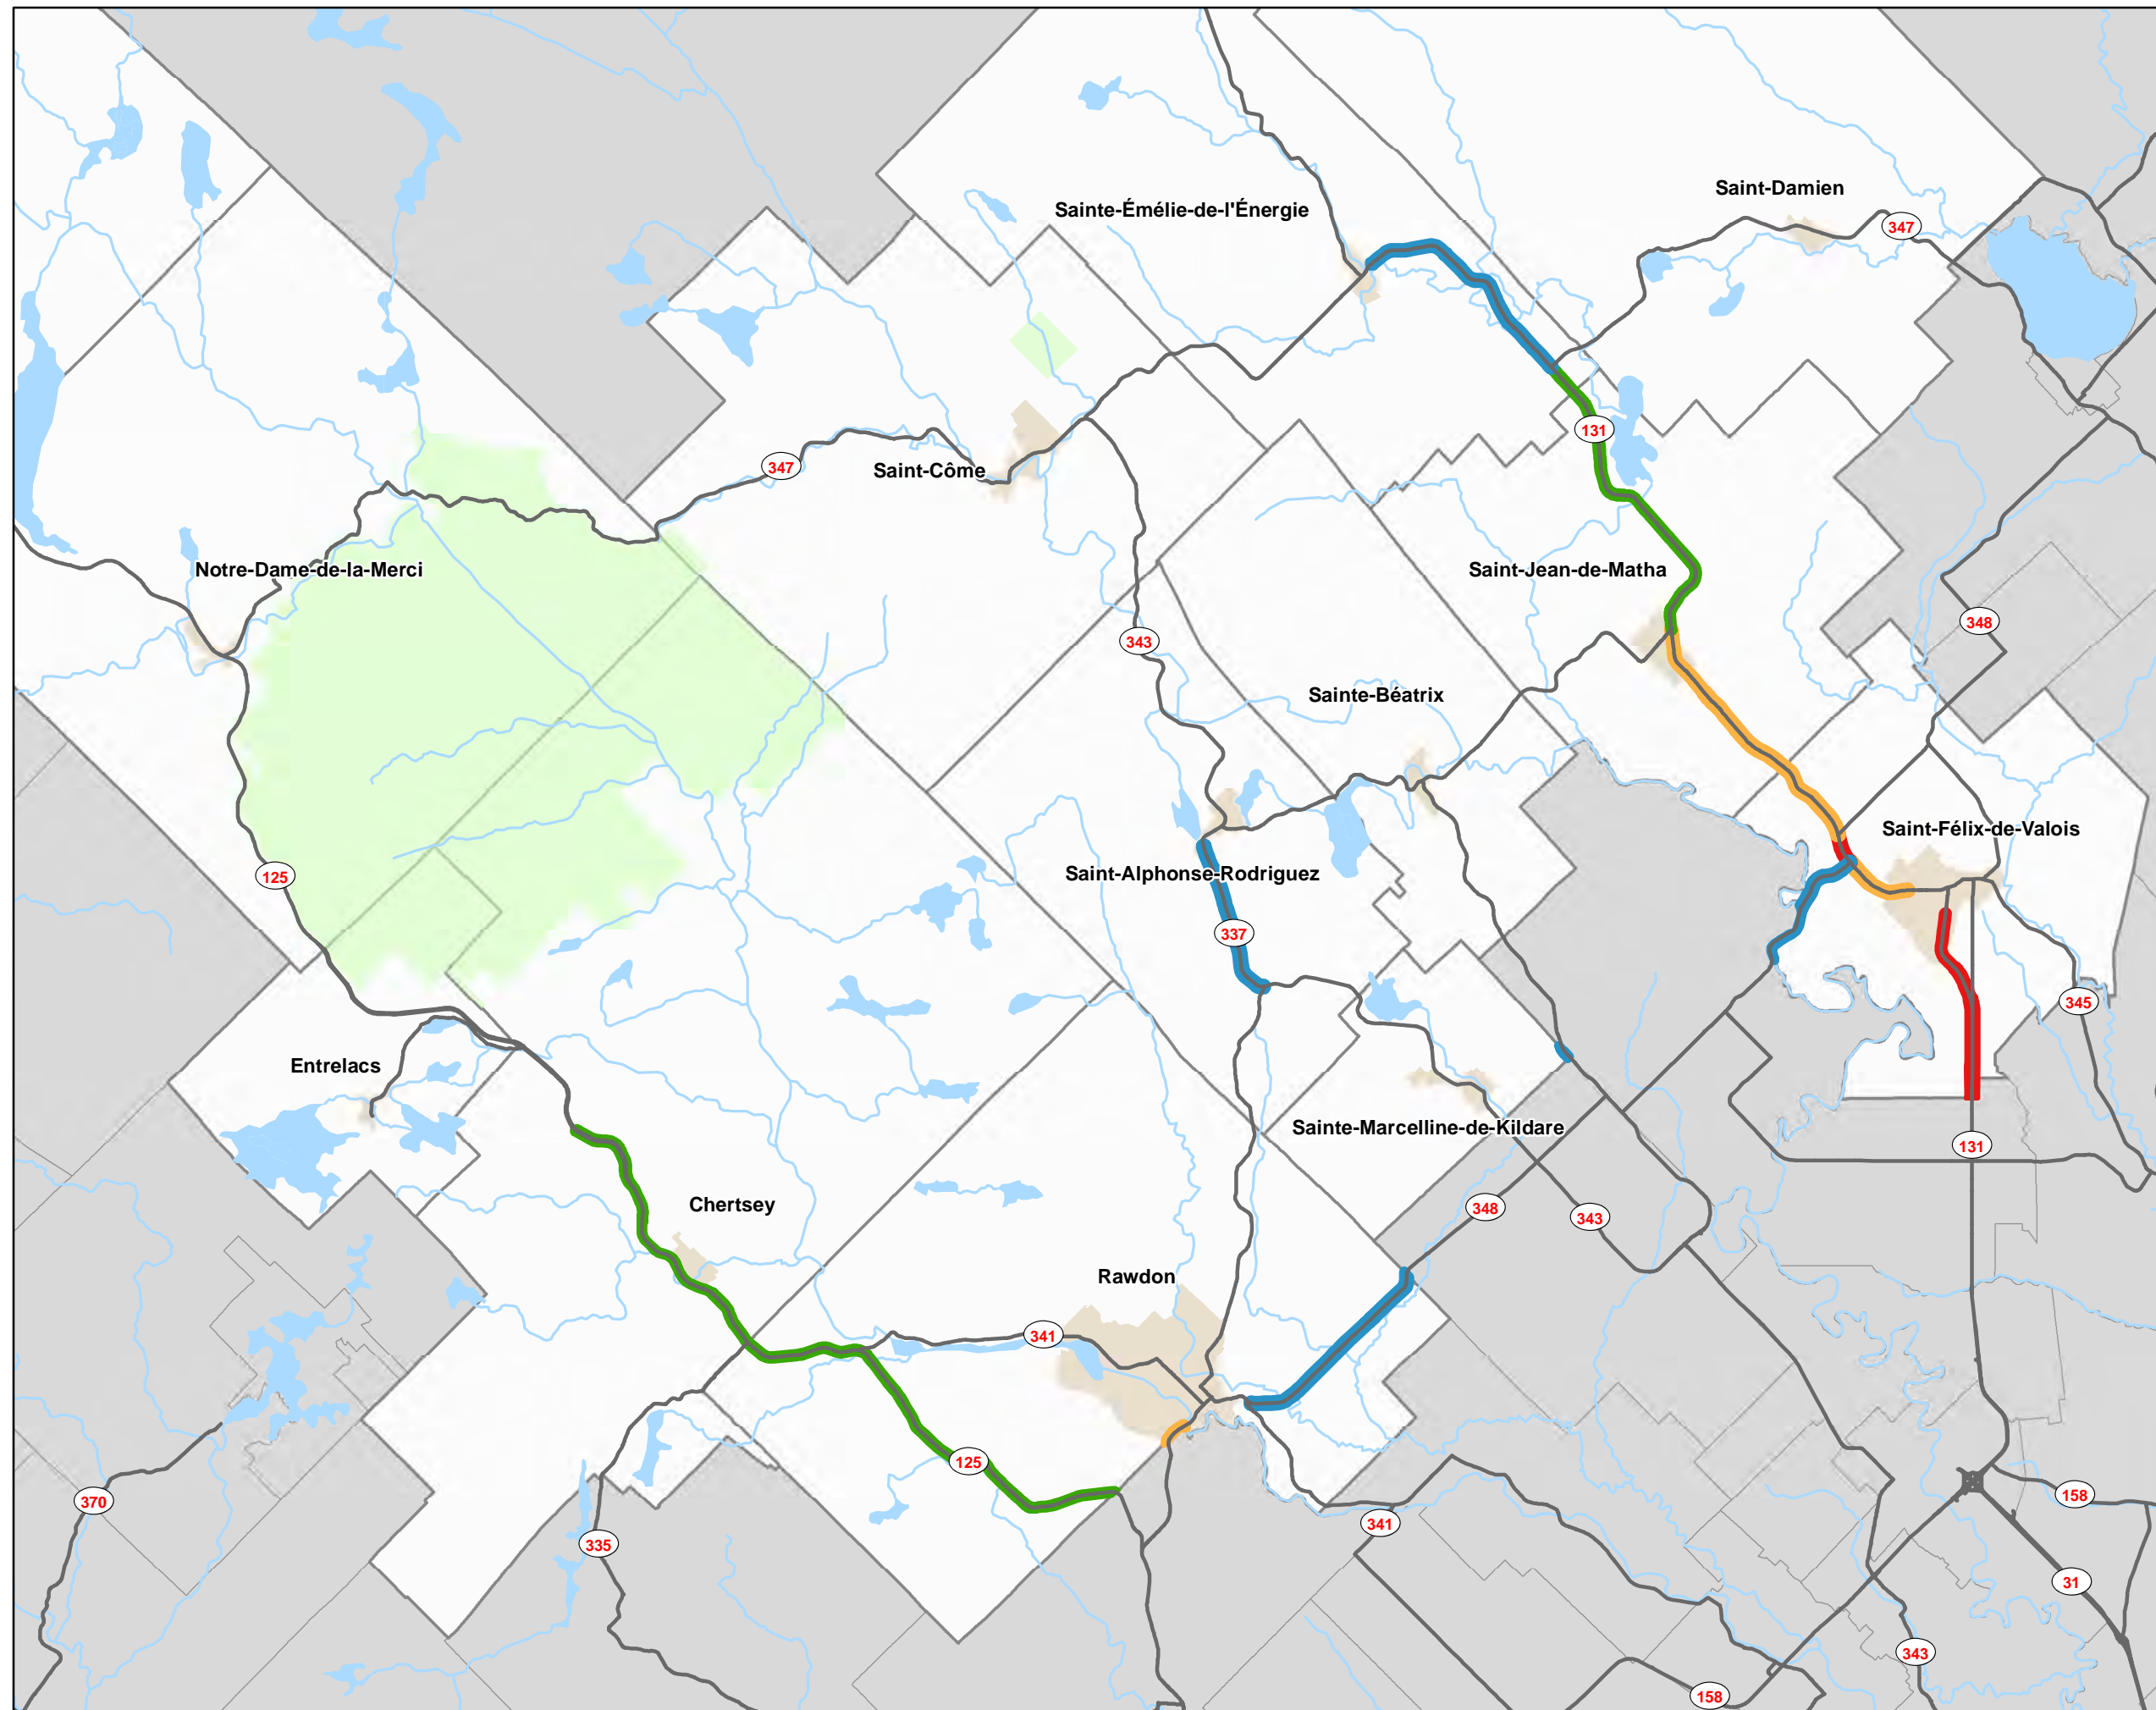 Saint-Damien
Sainte-Émélie-de-l'Énergie
347
131
347
Saint-Côme
Notre-Dame-de-la-Merci
Saint-Jean-de-Matha
348
343
Sainte-Béatrix
Saint-Félix-de-Valois
125
Saint-Alphonse-Rodriguez
337
345
Entrelacs
Sainte-Marcelline-de-Kildare
131
Chertsey
348
343
Rawdon
341
125
370
158
341
335
31
343
158